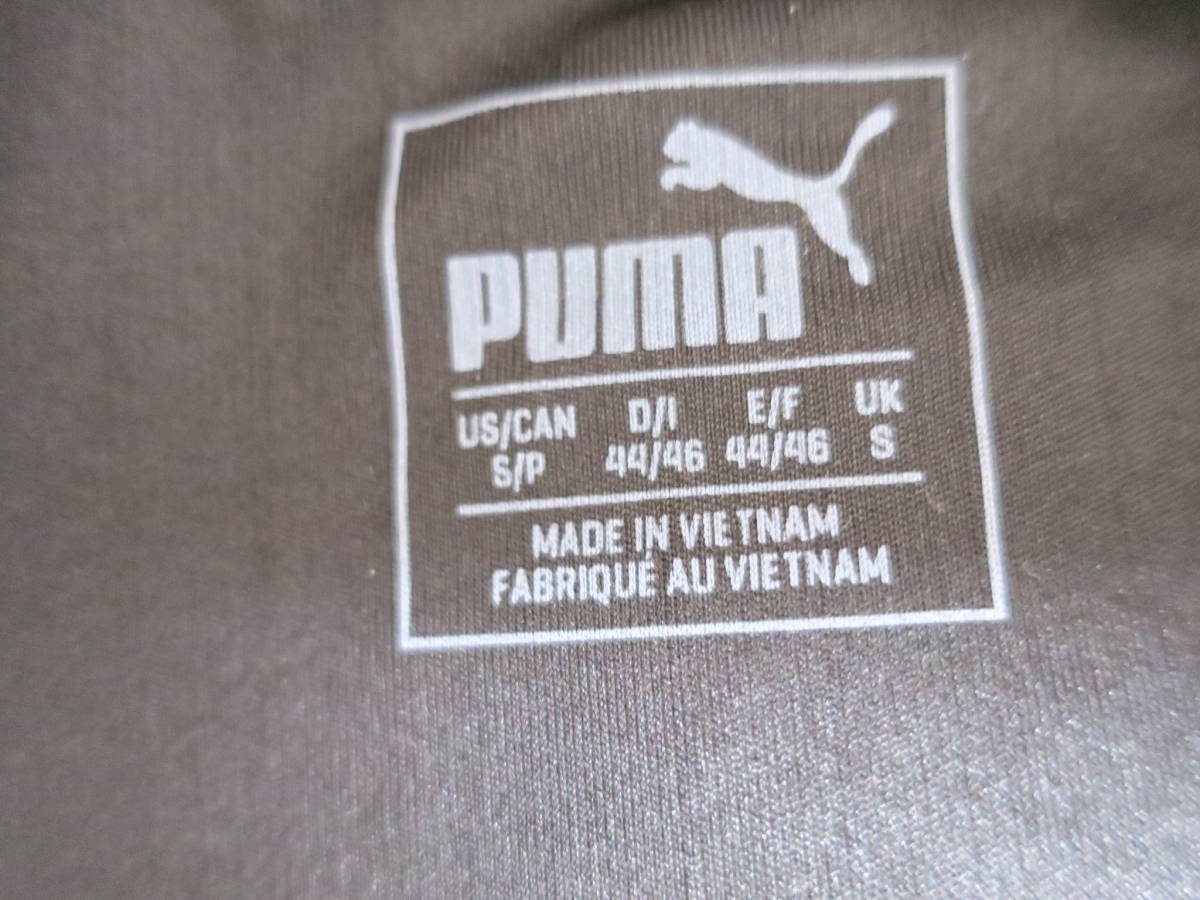 PUMA
US/CAN D/I E/F UK
S/P 44/46 44/46 S
MADE IN VIETNAM
FABRIQUÉ AU VIETNAM